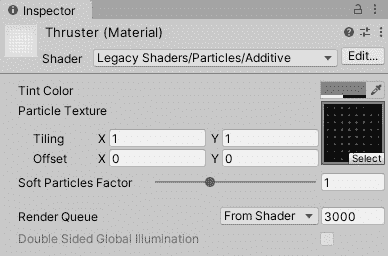 Inspector
Thruster (Material)
Shader Legacy Shaders/Particles/Additive Edit...
Tint Color
Particle Texture
Tiling X 1 Y 1
Offset X 0 Y 0
Select
Soft Particles Factor 1
Render Queue From Shader 3000
Double Sided Global Illumination